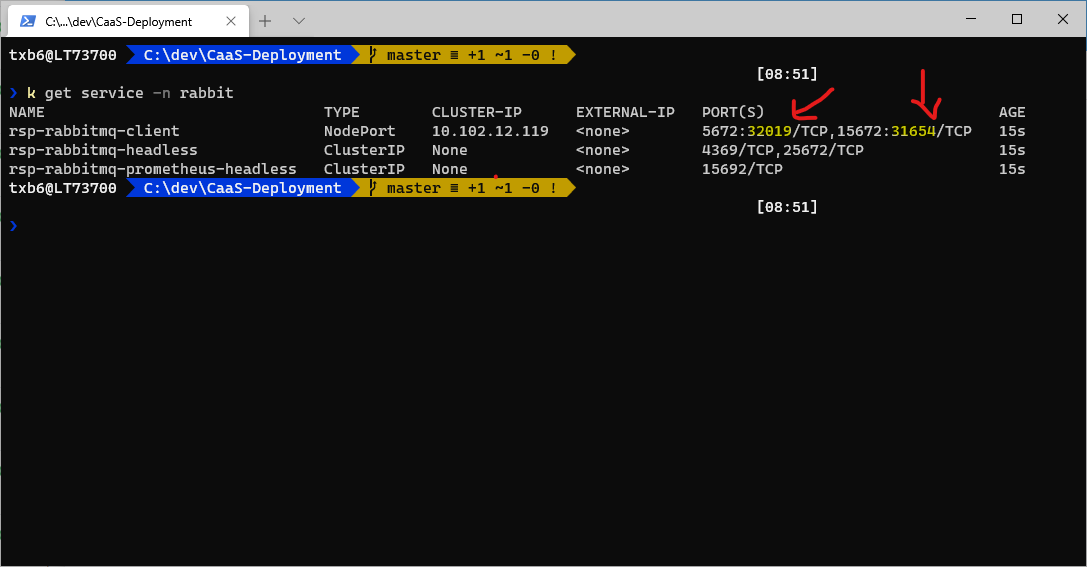 C:\...\dev\CaaS-Deployment
txb6@LT73700 C:\dev\CaaS-Deployment master ≡ +1 ~1 -0 !
[08:51]
❯ k get service -n rabbit
NAME TYPE CLUSTER-IP EXTERNAL-IP PORT(S) AGE
rsp-rabbitmq-client NodePort 10.102.12.119 <none> 5672:32019/TCP,15672:31654/TCP 15s
rsp-rabbitmq-headless ClusterIP None <none> 4369/TCP,25672/TCP 15s
rsp-rabbitmq-prometheus-headless ClusterIP None <none> 15692/TCP 15s
txb6@LT73700 C:\dev\CaaS-Deployment master ≡ +1 ~1 -0 !
[08:51]
❯